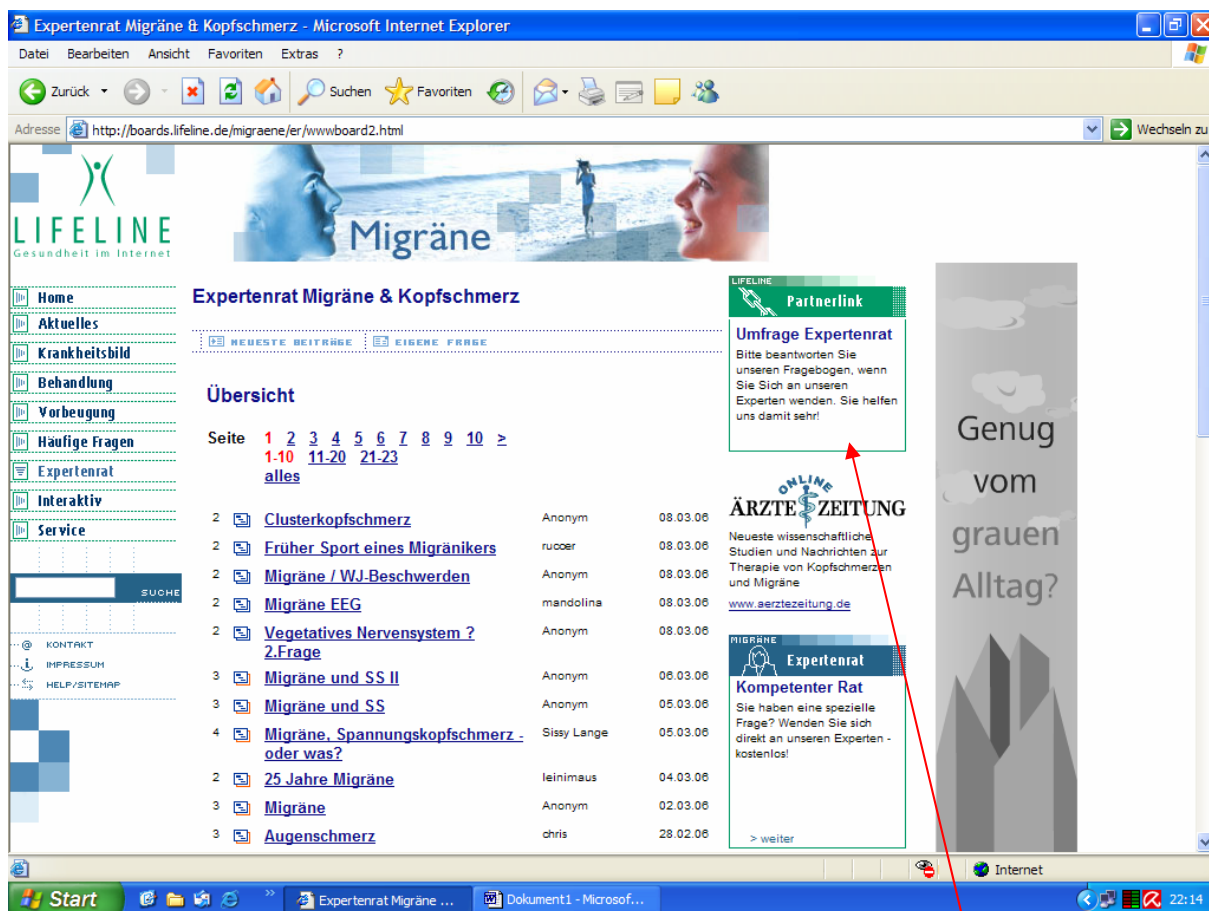 Expertenrat Migräne & Kopfschmerz - Microsoft Internet Explorer
Datei Bearbeiten Ansicht Favoriten Extras ?
Zurück Suchen Favoriten
Adresse http://boards.lifeline.de/migraene/er/wwwboard2.html Wechseln zu
LIFELINE
Gesundheit im Internet
Migräne
Home
Aktuelles
Krankheitsbild
Behandlung
Vorbeugung
Häufige Fragen
Expertenrat
Interaktiv
Service
SUCHE
@ KONTAKT
i IMPRESSUM
HELP/SITEMAP
Expertenrat Migräne & Kopfschmerz
NEUESTE BEITRÄGE EIGENE FRAGE
Übersicht
Seite 1 2 3 4 5 6 7 8 9 10 >
1-10 11-20 21-23
alles
2 Clusterkopfschmerz Anonym 08.03.06
2 Früher Sport eines Migränikers rucoer 08.03.06
2 Migräne / WJ-Beschwerden Anonym 08.03.06
2 Migräne EEG mandolina 08.03.06
2 Vegetatives Nervensystem ? Anonym 08.03.06
2.Frage
3 Migräne und SS II Anonym 06.03.06
3 Migräne und SS Anonym 05.03.06
4 Migräne, Spannungskopfschmerz - Sissy Lange 05.03.06
oder was?
2 25 Jahre Migräne leinimaus 04.03.06
3 Migräne Anonym 02.03.06
3 Augenschmerz chris 28.02.06
LIFELINE
Partnerlink
Umfrage Expertenrat
Bitte beantworten Sie
unseren Fragebogen, wenn
Sie Sich an unseren
Experten wenden. Sie helfen
uns damit sehr!
ONLINE
ÄRZTE ZEITUNG
Neueste wissenschaftliche
Studien und Nachrichten zur
Therapie von Kopfschmerzen
und Migräne
www.aerztezeitung.de
MIGRÄNE
Expertenrat
Kompetenter Rat
Sie haben eine spezielle
Frage? Wenden Sie sich
direkt an unseren Experten -
kostenlos!
> weiter
Genug
vom
grauen
Alltag?
Internet
Start » Expertenrat Migräne ... Dokument1 - Microsof... 22:14